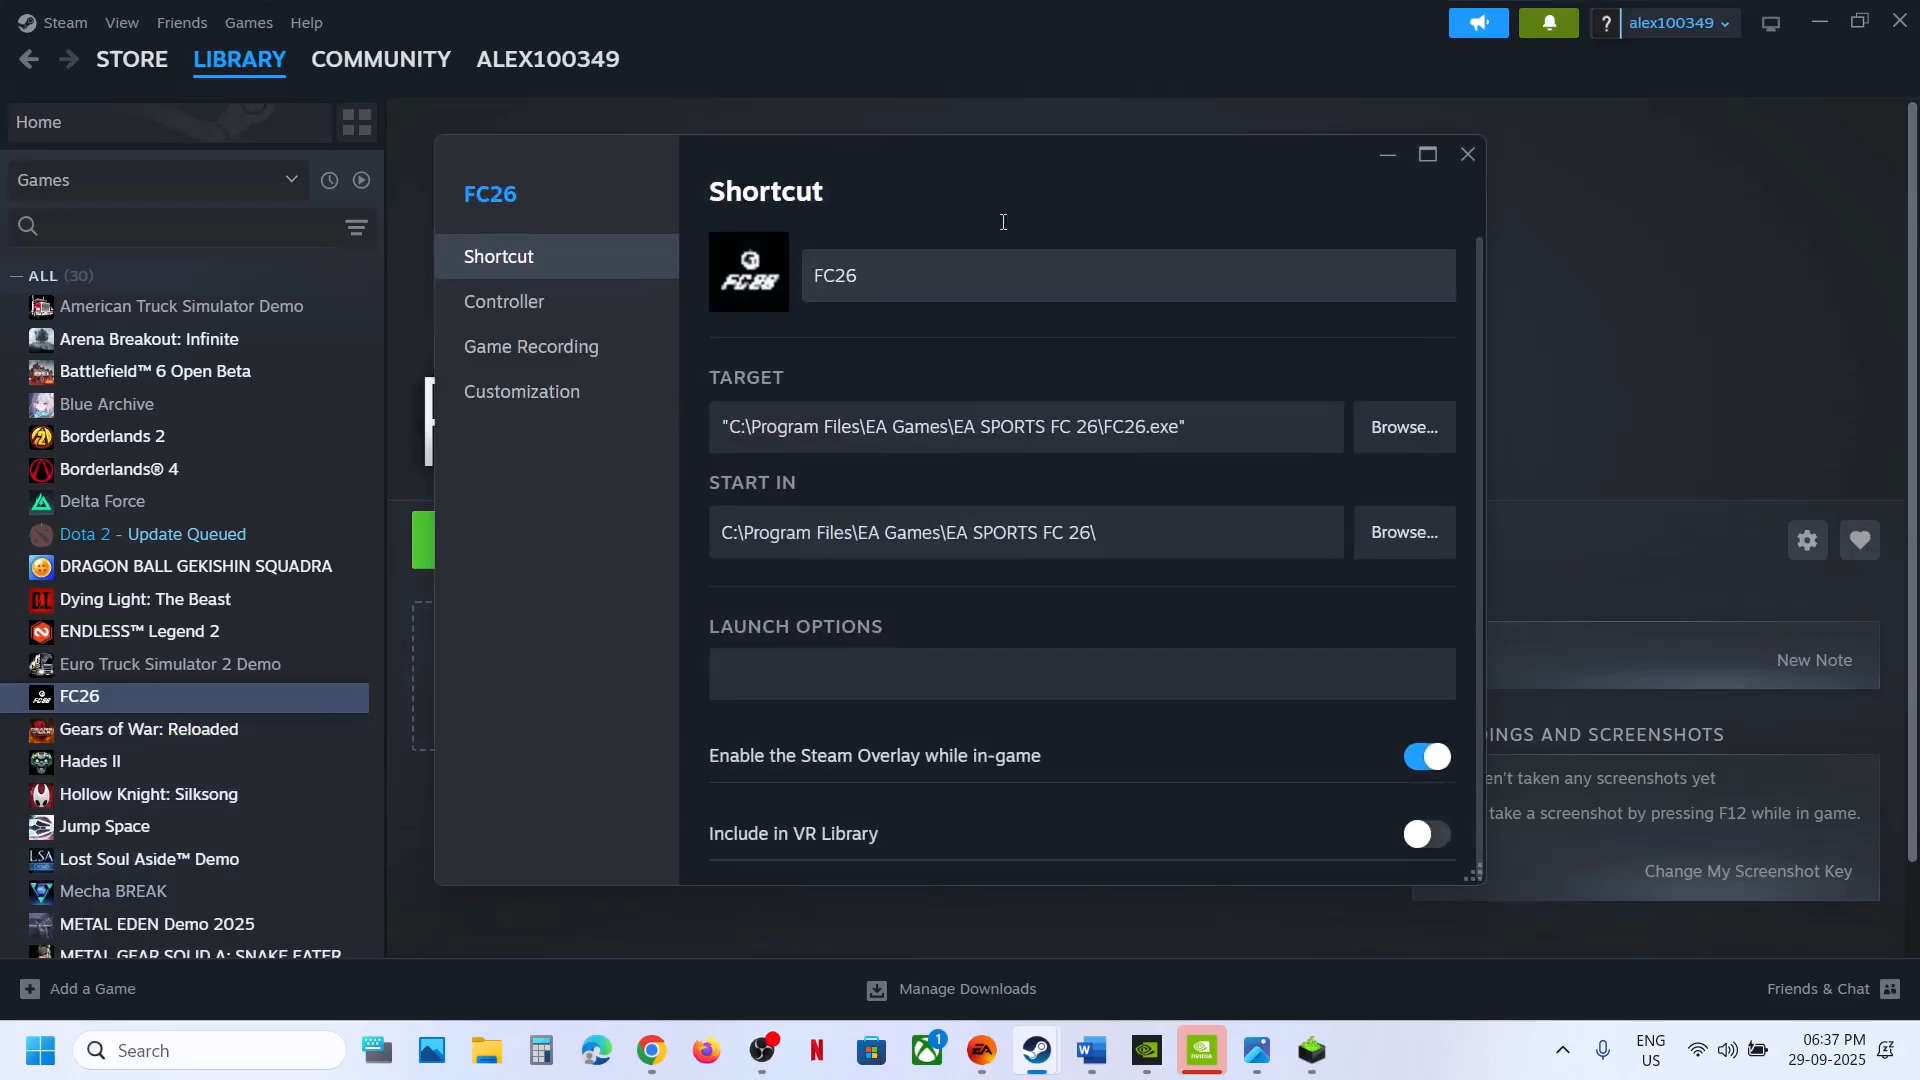 Steam View Friends Games Help
? alex100349
STORE LIBRARY COMMUNITY ALEX100349
Home
Games
ALL (30)
American Truck Simulator Demo
Arena Breakout: Infinite
Battlefield™ 6 Open Beta
Blue Archive
Borderlands 2
Borderlands® 4
Delta Force
Dota 2 - Update Queued
DRAGON BALL GEKISHIN SQUADRA
Dying Light: The Beast
ENDLESS™ Legend 2
Euro Truck Simulator 2 Demo
FC26
Gears of War: Reloaded
Hades II
Hollow Knight: Silksong
Jump Space
Lost Soul Aside™ Demo
Mecha BREAK
METAL EDEN Demo 2025
METAL GEAR SOLID Δ: SNAKE EATER
FC26
Shortcut
Controller
Game Recording
Customization
Shortcut
FC26
FC26
TARGET
"C:\Program Files\EA Games\EA SPORTS FC 26\FC26.exe"
Browse...
START IN
C:\Program Files\EA Games\EA SPORTS FC 26\
Browse...
LAUNCH OPTIONS
Enable the Steam Overlay while in-game
Include in VR Library
New Note
INGS AND SCREENSHOTS
en't taken any screenshots yet
take a screenshot by pressing F12 while in game.
Change My Screenshot Key
Add a Game
Manage Downloads
Friends & Chat
Search
1
ENG
US
06:37 PM
29-09-2025